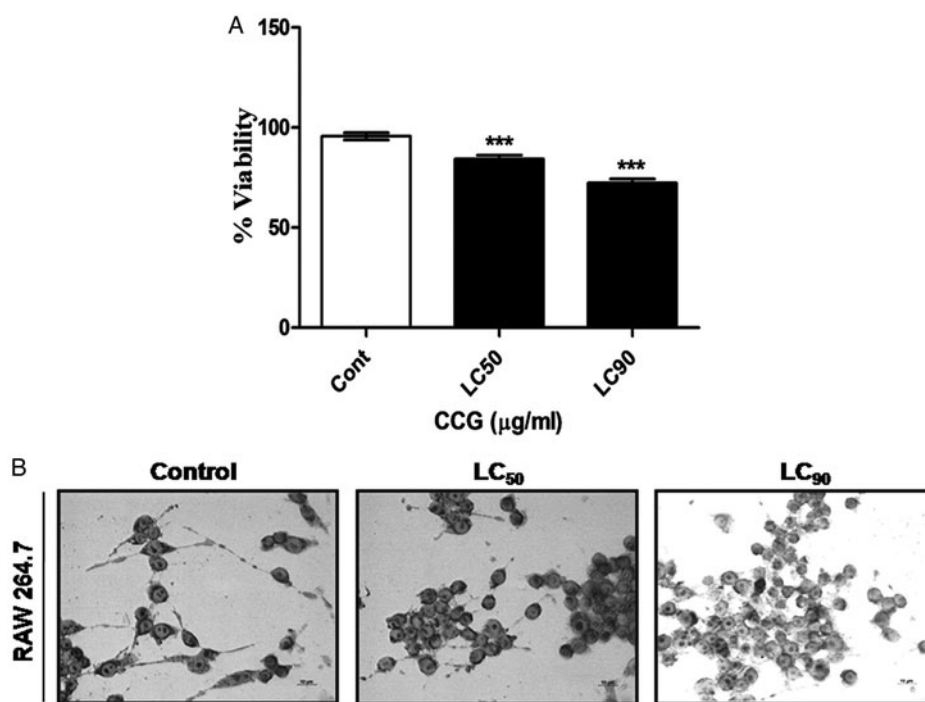 A
150
100
50
0
% Viability
***
***
Cont
LC50
LC90
CCG (μg/ml)
B
Control
LC₅₀
LC₉₀
RAW 264.7